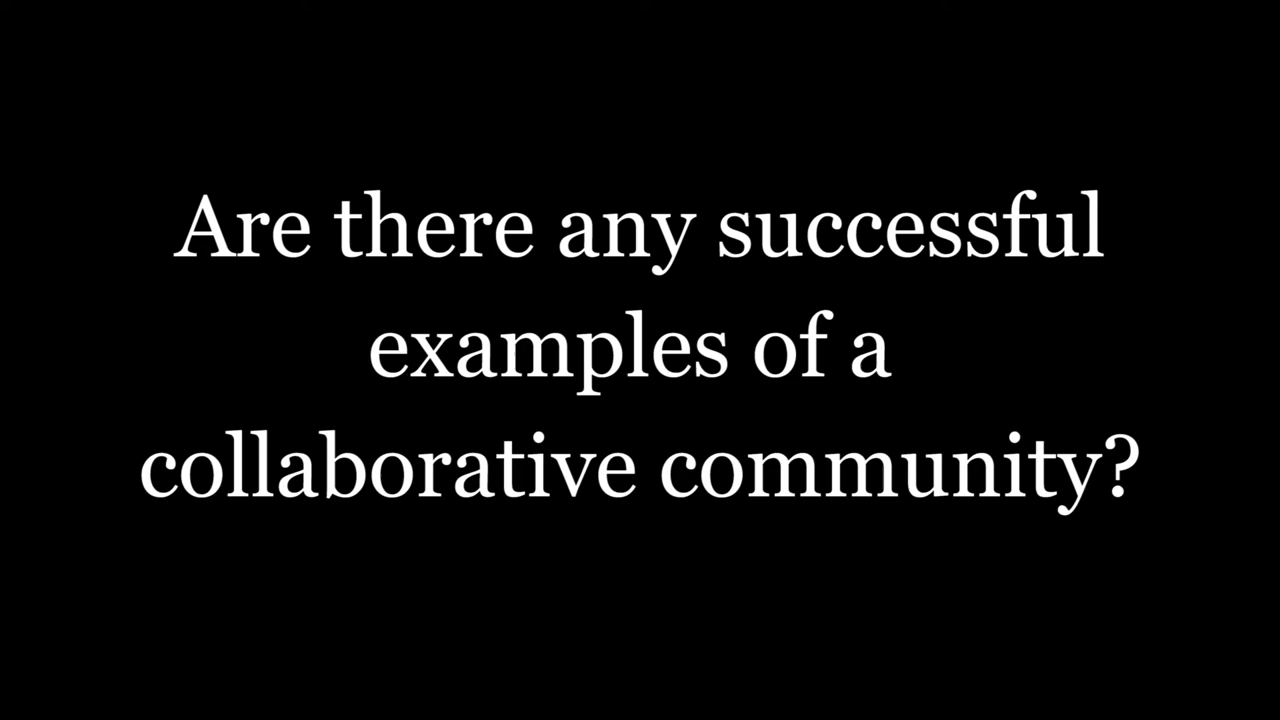 Are there any successful
examples of a
collaborative community?